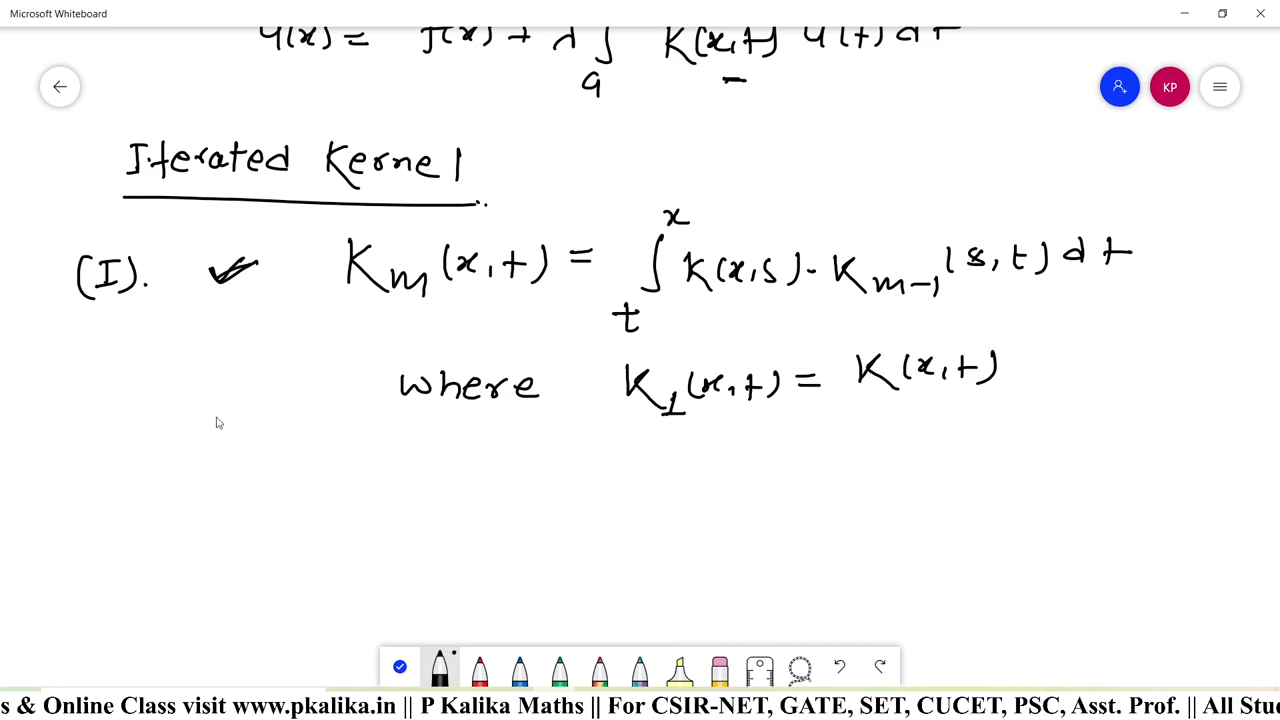 Microsoft Whiteboard
u(x) = f(x) + λ ∫ K(x,t) u(t) dt
a
KP
Iterated Kernel
x
(I). ✓ Km(x,t) = ∫ K(x,s) · Km-1(s,t) dt
t
where K1(x,t) = K(x,t)
s & Online Class visit www.pkalika.in || P Kalika Maths || For CSIR-NET, GATE, SET, CUCET, PSC, Asst. Prof. || All Stu